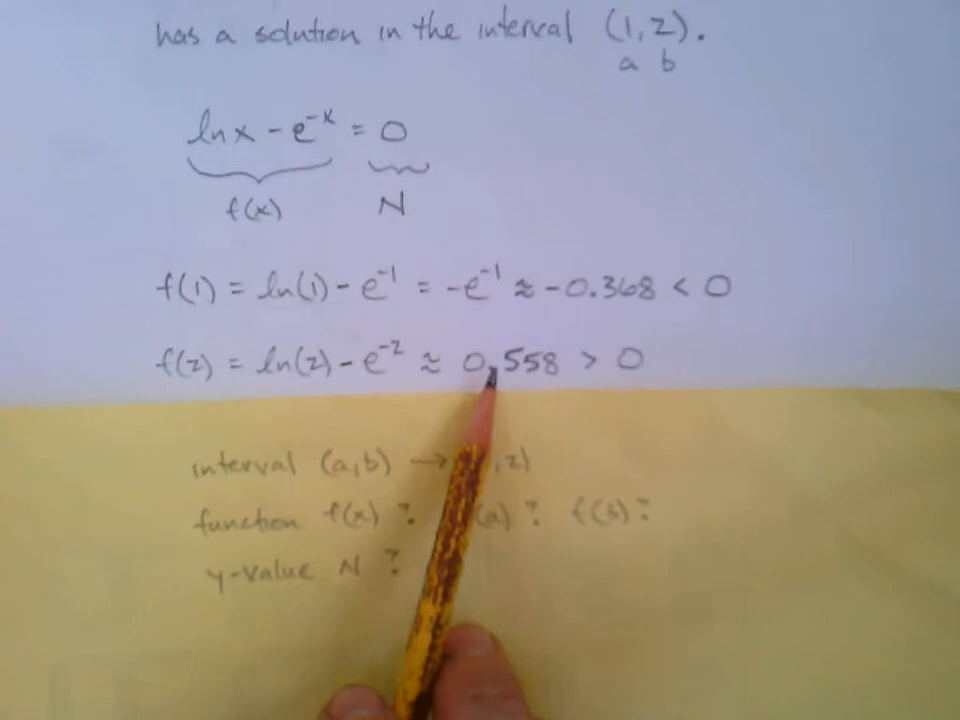 has a solution in the interval (1,2).
a b
ln x - e^-x = 0
f(x) N
f(1) = ln(1) - e^-1 = -e^-1 ≈ -0.368 < 0
f(2) = ln(2) - e^-2 ≈ 0.558 > 0
interval (a,b) → ,2)
function f(x) ? (a) ? f(b) ?
y-value N ?